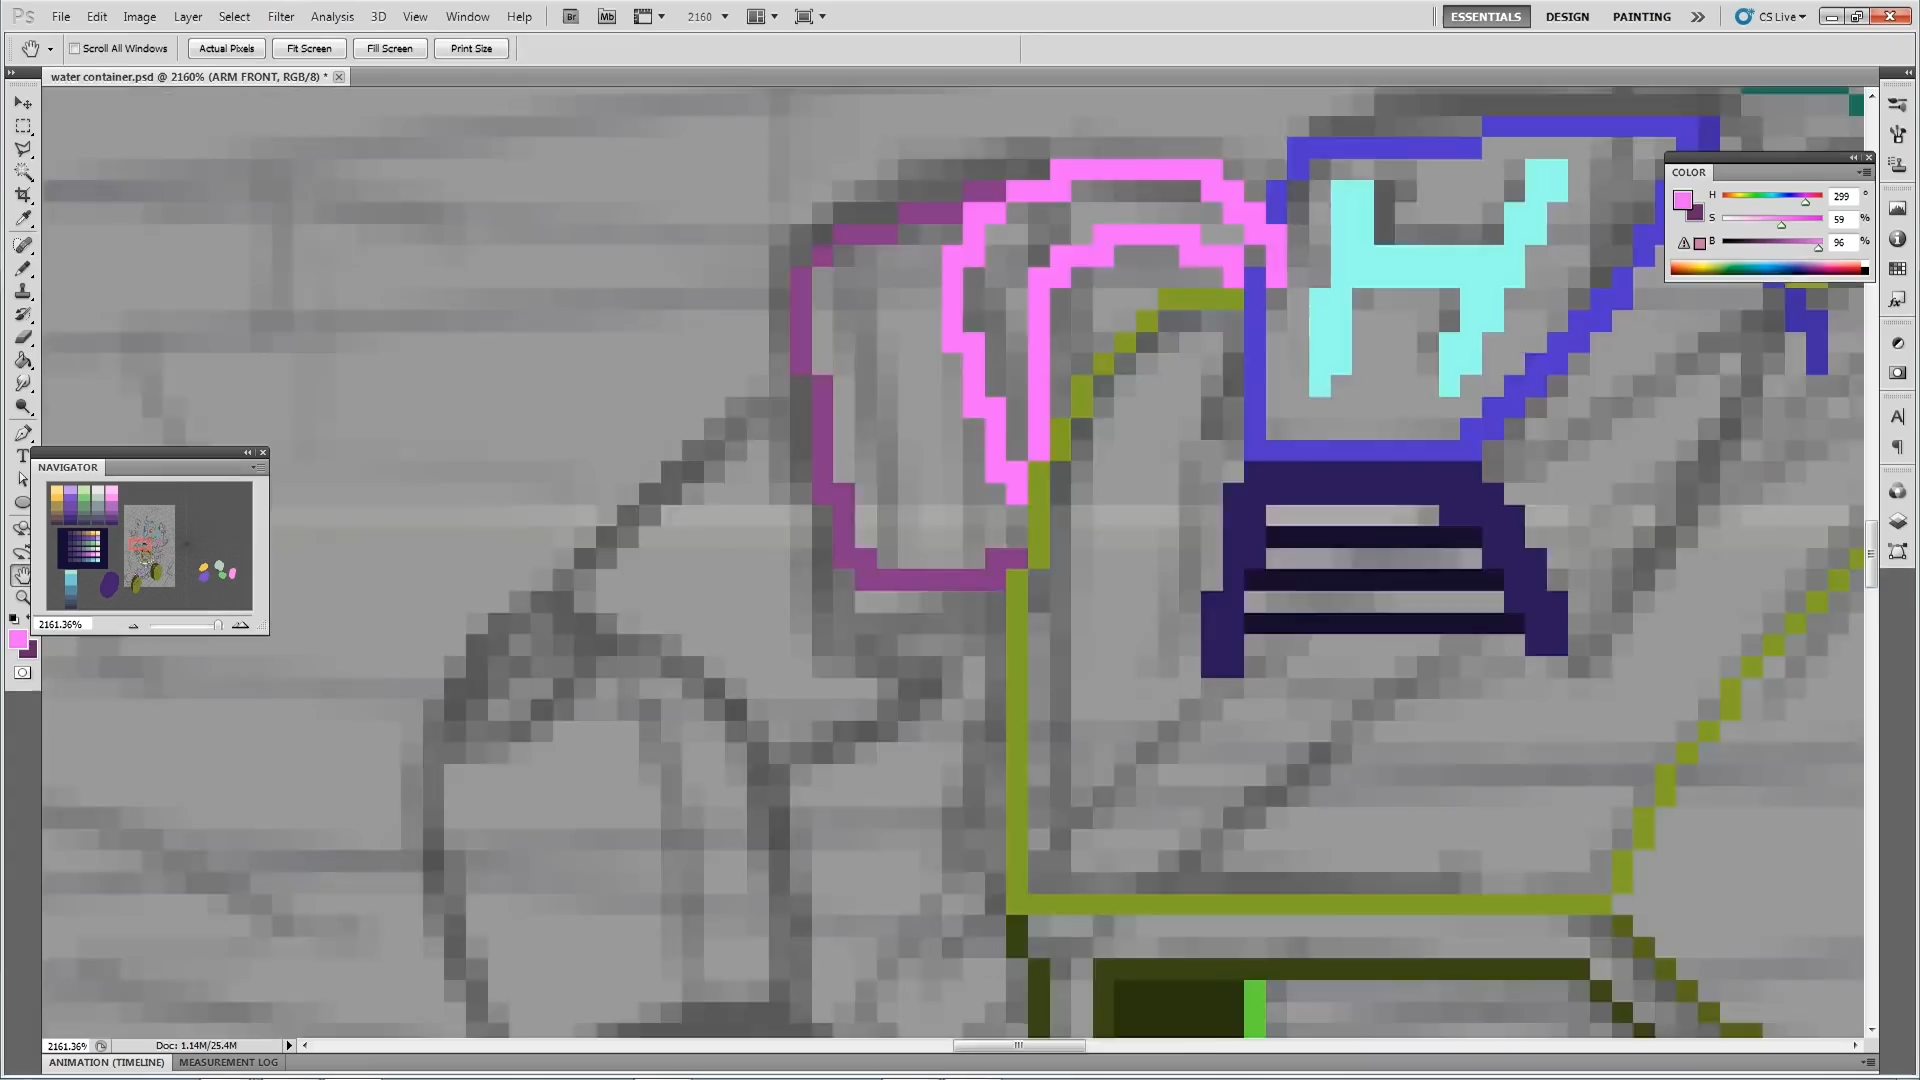 Ps File Edit Image Layer Select Filter Analysis 3D View Window Help Br Mb 2160 ESSENTIALS DESIGN PAINTING CS Live
Scroll All Windows Actual Pixels Fit Screen Fill Screen Print Size
water container.psd @ 2160% (ARM FRONT, RGB/8) *
COLOR
H 299 °
S 59 %
B 96 %
NAVIGATOR
2161.36%
2161.36% Doc: 1.14M/25.4M
ANIMATION (TIMELINE) MEASUREMENT LOG